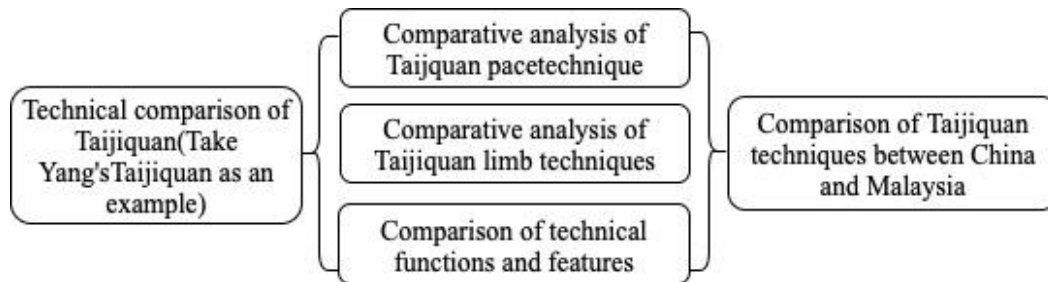 Technical comparison of
Taijiquan(Take
Yang'sTaijiquan as an
example)
Comparative analysis of
Taijquan pacetechnique
Comparative analysis of
Taijiquan limb techniques
Comparison of technical
functions and features
Comparison of Taijiquan
techniques between China
and Malaysia